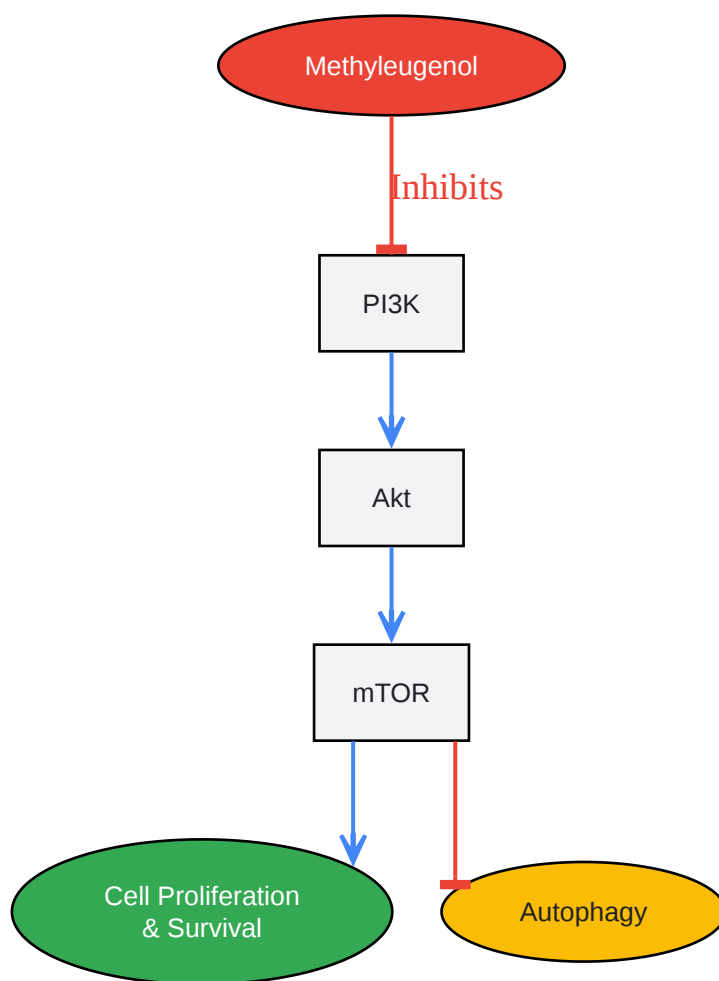 Methyleugenol
Inhibits
PI3K
Akt
mTOR
Cell Proliferation
& Survival
Autophagy